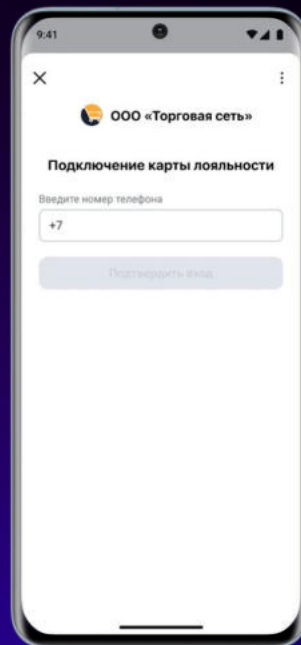 9:41
ООО «Торговая сеть»
Подключение карты лояльности
Введите номер телефона
+7
Подтвердить вход